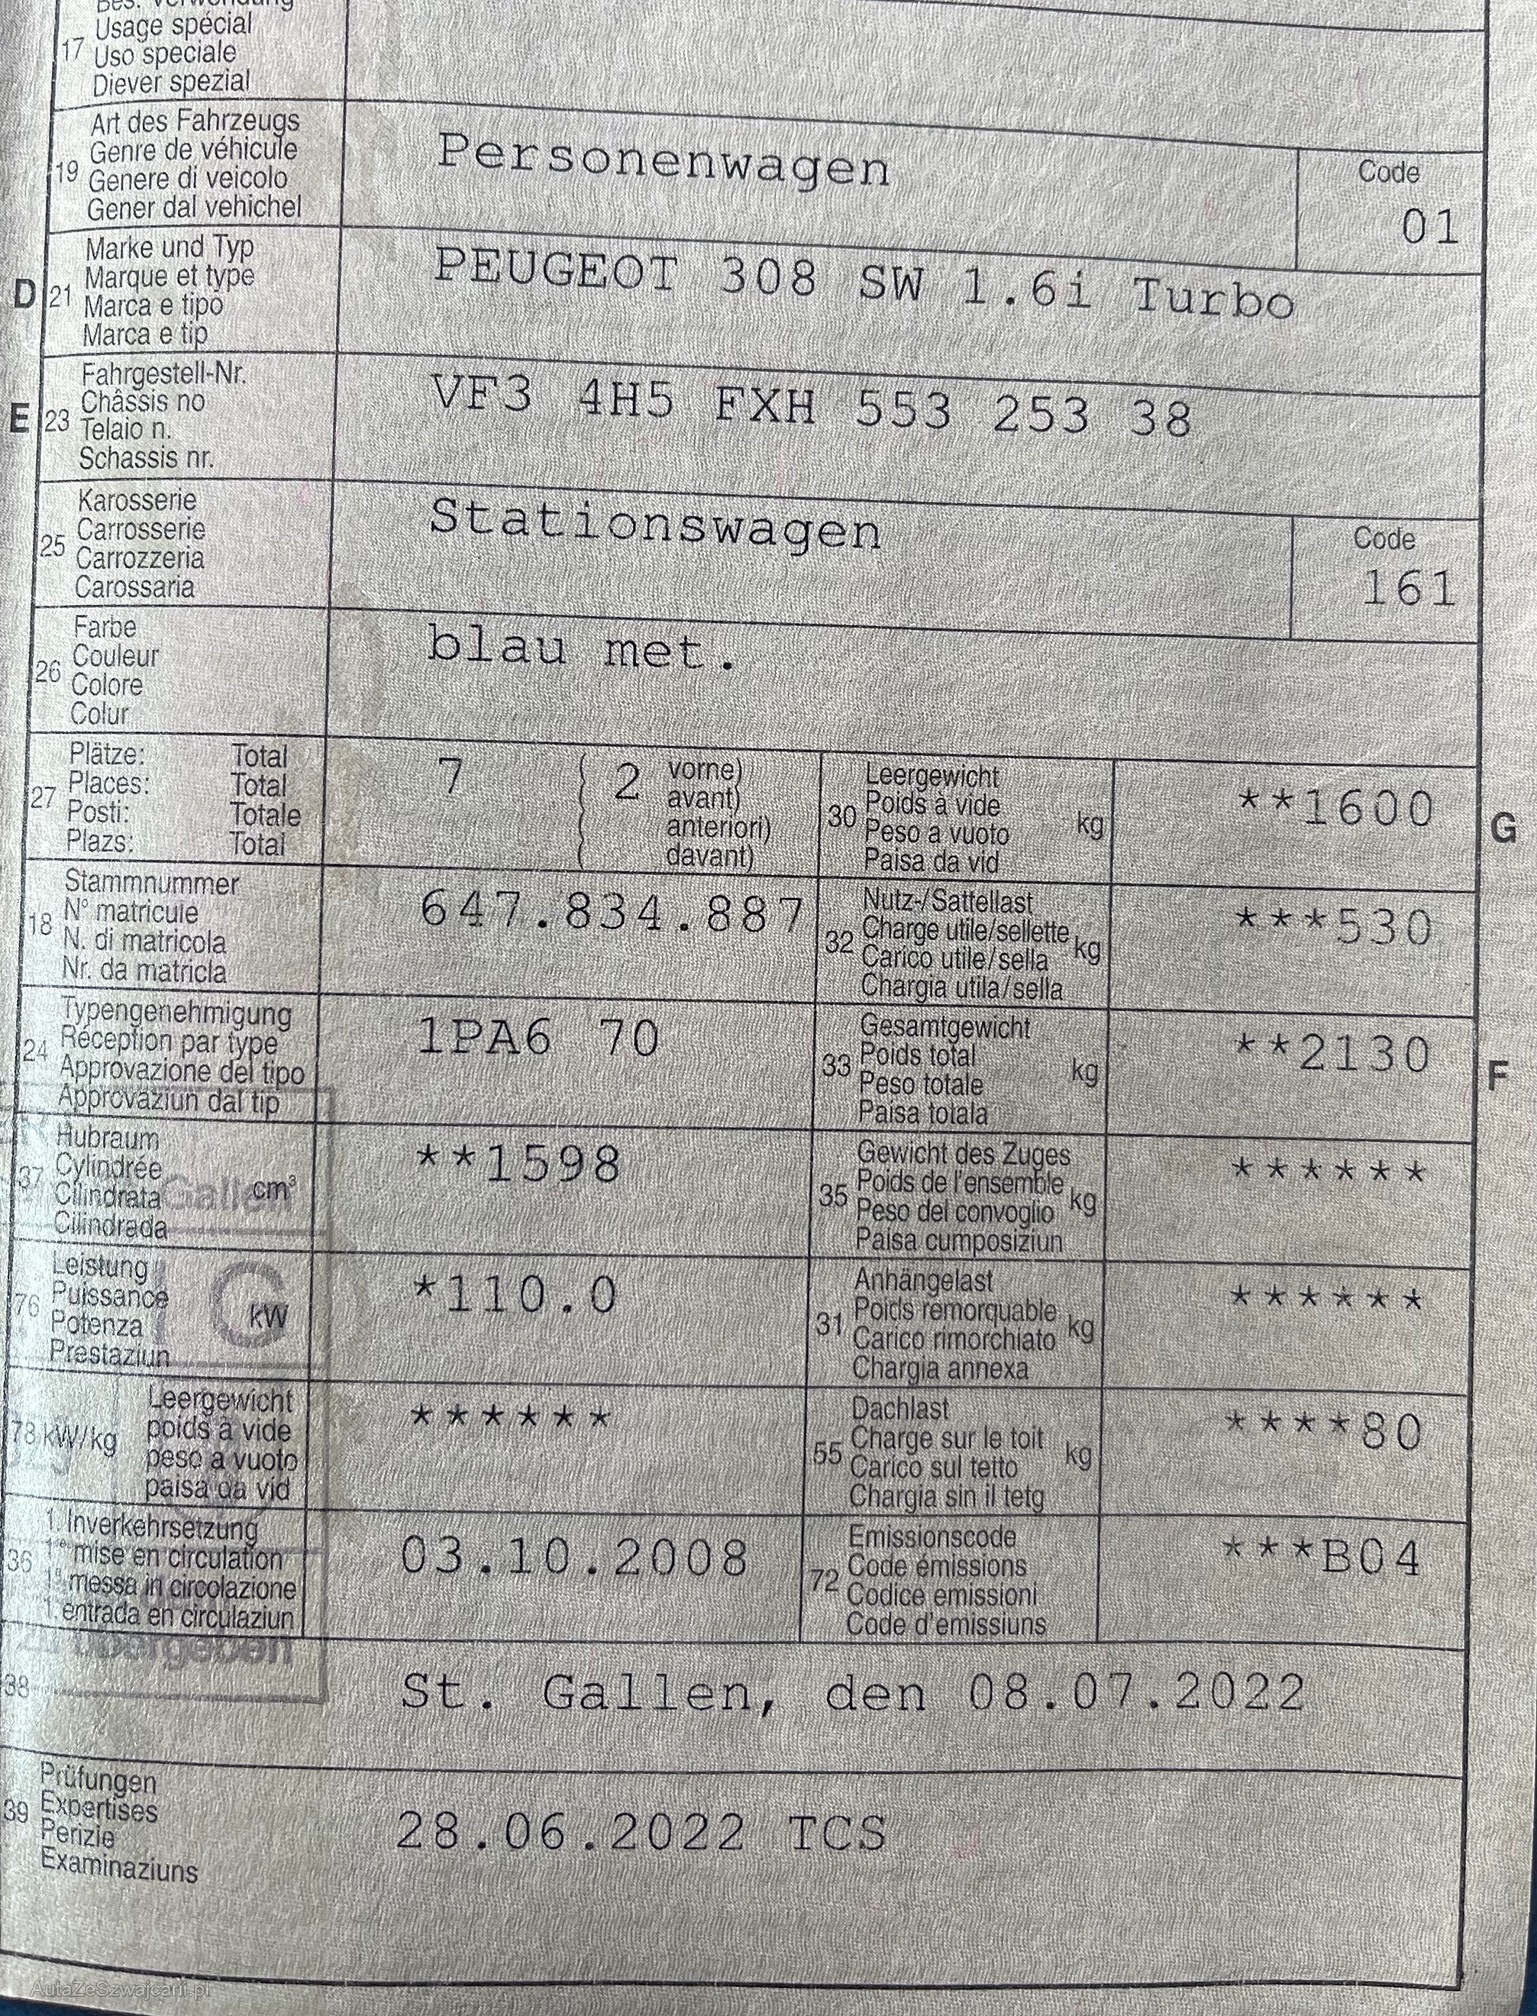 Bes. Verwendung
Usage spécial
17 Uso speciale
Diever spezial
Art des Fahrzeugs
19 Genre de véhicule
Genere di veicolo
Gener dal vehichel
Personenwagen
Code
01
D 21 Marke und Typ
Marque et type
Marca e tipo
Marca e tip
PEUGEOT 308 SW 1.6i Turbo
E 23 Fahrgestell-Nr.
Châssis no
Telaio n.
Schassis nr.
VF3 4H5 FXH 553 253 38
25 Karosserie
Carrosserie
Carrozzeria
Carossaria
Stationswagen
Code
161
26 Farbe
Couleur
Colore
Colur
blau met.
27 Plätze: Total
Places: Total
Posti: Totale
Plazs: Total
7 ( 2 vorne)
( avant)
( anteriori)
( davant)
30 Leergewicht
Poids à vide
Peso a vuoto kg
Paisa da vid
**1600 G
18 Stammnummer
N° matricule
N. di matricola
Nr. da matricla
647.834.887
32 Nutz-/Sattellast
Charge utile/sellette
Carico utile/sella kg
Chargia utila/sella
***530
24 Typengenehmigung
Réception par type
Approvazione del tipo
Approvaziun dal tip
1PA6 70
33 Gesamtgewicht
Poids total
Peso totale kg
Paisa totala
**2130 F
37 Hubraum
Cylindrée
Cilindrata cm³
Cilindrada
Gallen
**1598
35 Gewicht des Zuges
Poids de l'ensemble
Peso del convoglio kg
Paisa cumposiziun
******
76 Leistung
Puissance
Potenza kW
Prestaziun
*110.0
31 Anhängelast
Poids remorquable
Carico rimorchiato kg
Chargia annexa
******
78 kW/kg Leergewicht
poids à vide
peso a vuoto
paisa da vid
******
55 Dachlast
Charge sur le toit
Carico sul tetto kg
Chargia sin il tetg
****80
36 1. Inverkehrsetzung
1re mise en circulation
1a messa in circolazione
1. entrada en circulaziun
03.10.2008
72 Emissionscode
Code émissions
Codice emissioni
Code d'emissiuns
***B04
übergeben
38 St. Gallen, den 08.07.2022
39 Prüfungen
Expertises
Perizie
Examinaziuns
28.06.2022 TCS
AutaZeSzwajcarii.pl